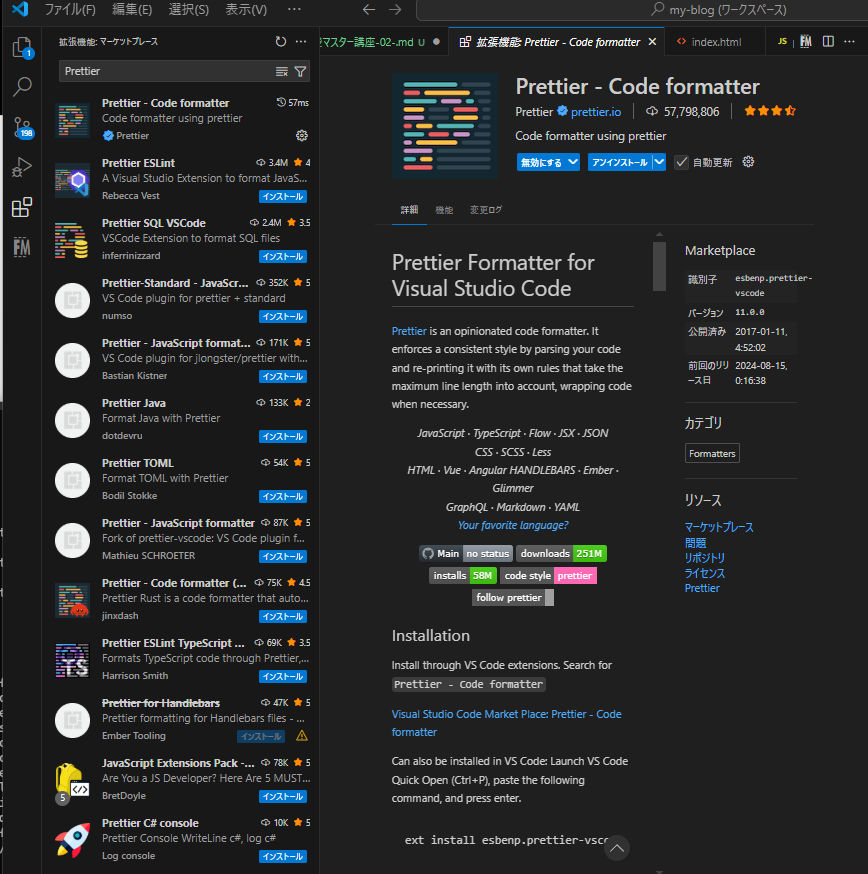 ファイル(F) 編集(E) 選択(S) 表示(V) … my-blog (ワークスペース)
拡張機能: マーケットプレース
マスター講座-02-.md U
拡張機能: Prettier - Code formatter
index.html
JS
FM
1
198
FM
Prettier
Prettier - Code formatter 57ms
Code formatter using prettier
Prettier
Prettier ESLint 3.4M 4
A Visual Studio Extension to format JavaS...
Rebecca Vest インストール
Prettier SQL VSCode 2.4M 3.5
VSCode Extension to format SQL files
inferrinizzard インストール
Prettier-Standard - JavaScr... 352K 5
VS Code plugin for prettier + standard
numso インストール
Prettier - JavaScript format... 171K 5
VS Code plugin for jlongster/prettier with...
Bastian Kistner インストール
Prettier Java 133K 2
Format Java with Prettier
dotdevru インストール
Prettier TOML 54K 5
Format TOML with Prettier
Bodil Stokke インストール
Prettier - JavaScript formatter 87K 5
Fork of prettier-vscode: VS Code plugin f...
Mathieu SCHROETER インストール
Prettier - Code formatter (... 75K 4.5
Prettier Rust is a code formatter that auto...
jinxdash インストール
Prettier ESLint TypeScript ... 69K 3.5
Formats TypeScript code through Prettier,...
Harrison Smith インストール
TS
Prettier for Handlebars 47K 5
Prettier formatting for Handlebars files - ...
Ember Tooling インストール
JavaScript Extensions Pack -... 78K 5
Are You a JS Developer? Here Are 5 MUST...
BretDoyle インストール
5
Prettier C# console 10K 5
Prettier Console WriteLine c#, log c#
Log console インストール
Prettier - Code formatter
Prettier prettier.io 57,798,806
Code formatter using prettier
無効にする アンインストール 自動更新
詳細 機能 変更ログ
Prettier Formatter for
Visual Studio Code
Prettier is an opinionated code formatter. It
enforces a consistent style by parsing your code
and re-printing it with its own rules that take the
maximum line length into account, wrapping code
when necessary.
JavaScript · TypeScript · Flow · JSX · JSON
CSS · SCSS · Less
HTML · Vue · Angular HANDLEBARS · Ember ·
Glimmer
GraphQL · Markdown · YAML
Your favorite language?
Main no status downloads 251M
installs 58M code style prettier
follow prettier
Installation
Install through VS Code extensions. Search for
Prettier - Code formatter
Visual Studio Code Market Place: Prettier - Code
formatter
Can also be installed in VS Code: Launch VS Code
Quick Open (Ctrl+P), paste the following
command, and press enter.
ext install esbenp.prettier-vsc
Marketplace
識別子 esbenp.prettier-
vscode
バージョン 11.0.0
公開済み 2017-01-11,
4:52:02
前回のリリ 2024-08-15,
ース日 0:16:38
カテゴリ
Formatters
リソース
マーケットプレース
問題
リポジトリ
ライセンス
Prettier